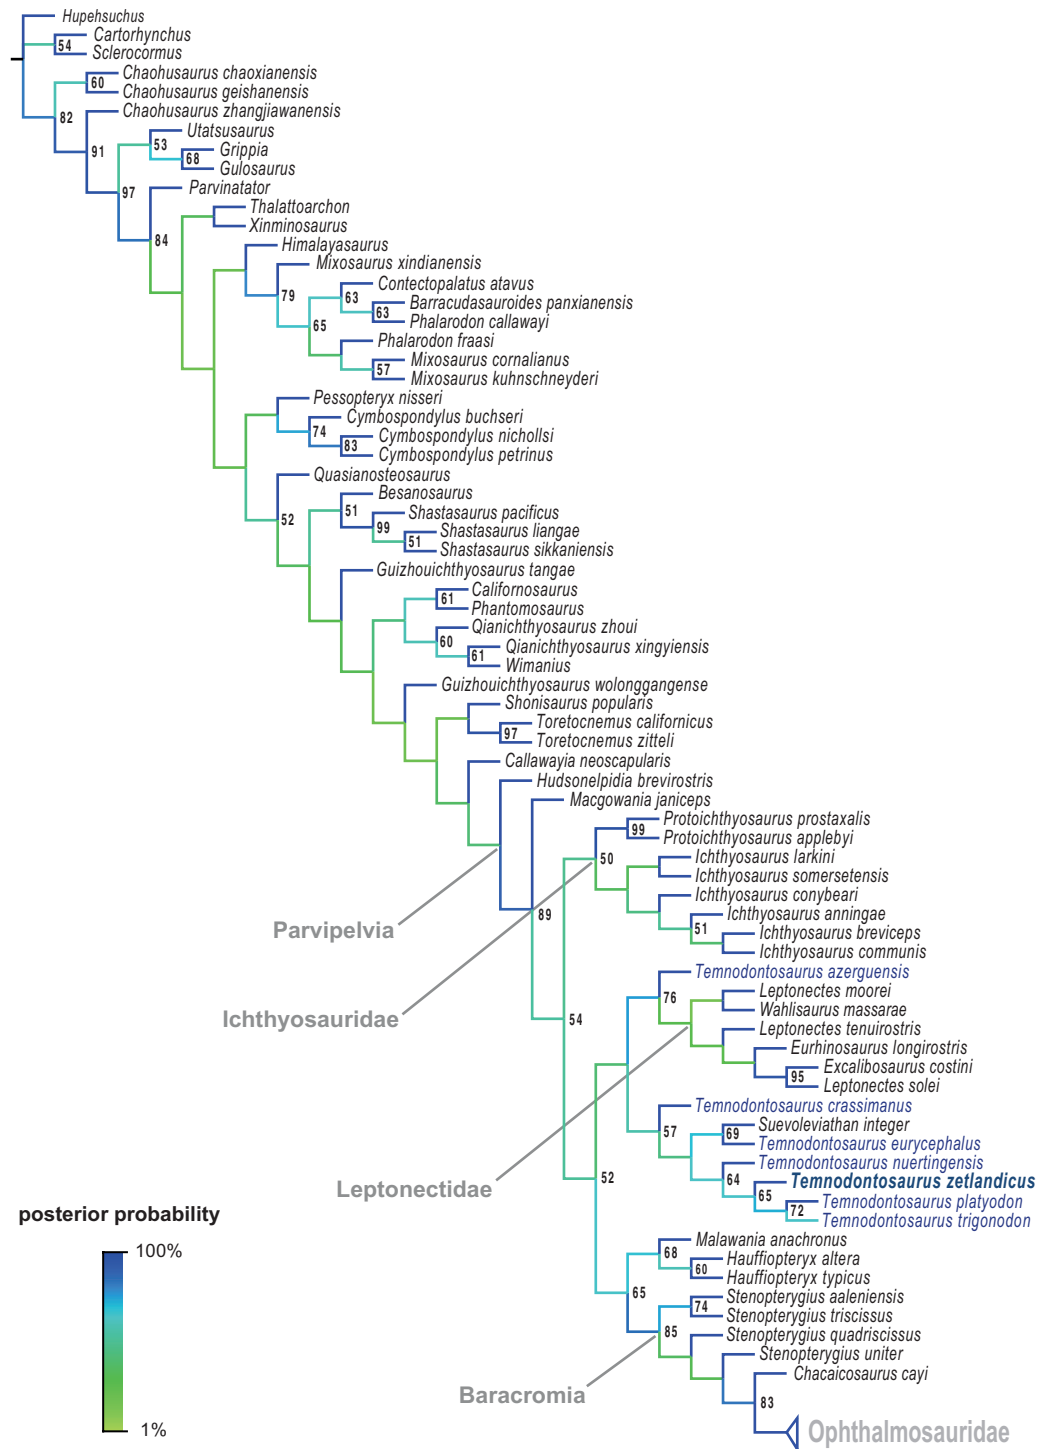 Hupehsuchus
Cartorhynchus
54
Sclerocormus
Chaohusaurus chaoxianensis
60
Chaohusaurus geishanensis
82
Chaohusaurus zhangjiawanensis
Utatsusaurus
53
91
Grippia
68
Gulosaurus
Parvinatator
97
Thalattoarchon
Xinminosaurus
84
Himalayasaurus
Mixosaurus xindianensis
Contectopalatus atavus
79
63
Barracudasauroides panxianensis
63
Phalarodon callawayi
65
Phalarodon fraasi
Mixosaurus cornalianus
57
Mixosaurus kuhnschneyderi
Pessopteryx nisseri
Cymbospondylus buchseri
74
Cymbospondylus nichollsi
83
Cymbospondylus petrinus
Quasianosteosaurus
Besanosaurus
51
Shastasaurus pacificus
52
99
Shastasaurus liangae
51
Shastasaurus sikkaniensis
Guizhouichthyosaurus tangae
Californosaurus
61
Phantomosaurus
Qianichthyosaurus zhoui
60
Qianichthyosaurus xingyiensis
61
Wimanius
Guizhouichthyosaurus wolonggangense
Shonisaurus popularis
Toretocnemus californicus
97
Toretocnemus zitteli
Callawayia neoscapularis
Hudsonelpidia brevirostris
Macgowania janiceps
Protoichthyosaurus prostaxalis
99
Protoichthyosaurus applebyi
50
Ichthyosaurus larkini
Ichthyosaurus somersetensis
Ichthyosaurus conybeari
89
Ichthyosaurus anningae
Parvipelvia
51
Ichthyosaurus breviceps
Ichthyosaurus communis
Temnodontosaurus azerguensis
76
Leptonectes moorei
Wahlisaurus massarae
Ichthyosauridae
54
Leptonectes tenuirostris
Eurhinosaurus longirostris
Excalibosaurus costini
95
Leptonectes solei
Temnodontosaurus crassimanus
57
Suevoleviathan integer
69
Temnodontosaurus eurycephalus
Temnodontosaurus nuertingensis
52
64
Temnodontosaurus zetlandicus
Leptonectidae
65
Temnodontosaurus platyodon
72
Temnodontosaurus trigonodon
posterior probability
100%
1%
Malawania anachronus
68
Hauffiopteryx altera
60
Hauffiopteryx typicus
65
Stenopterygius aaleniensis
74
Stenopterygius triscissus
85
Stenopterygius quadriscissus
Stenopterygius uniter
Chacaicosaurus cayi
Baracromia
83
Ophthalmosauridae